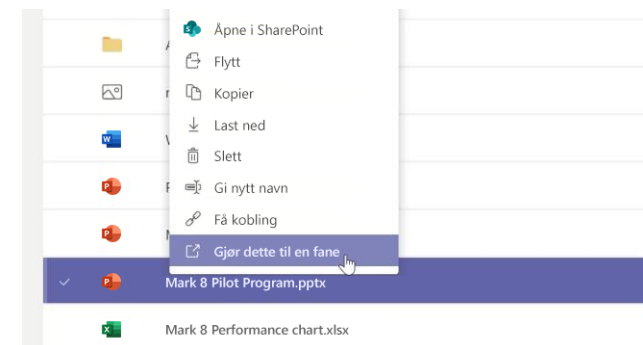 Åpne i SharePoint
Flytt
Kopier
Last ned
Slett
Gi nytt navn
Få kobling
Gjør dette til en fane
Mark 8 Pilot Program.pptx
Mark 8 Performance chart.xlsx